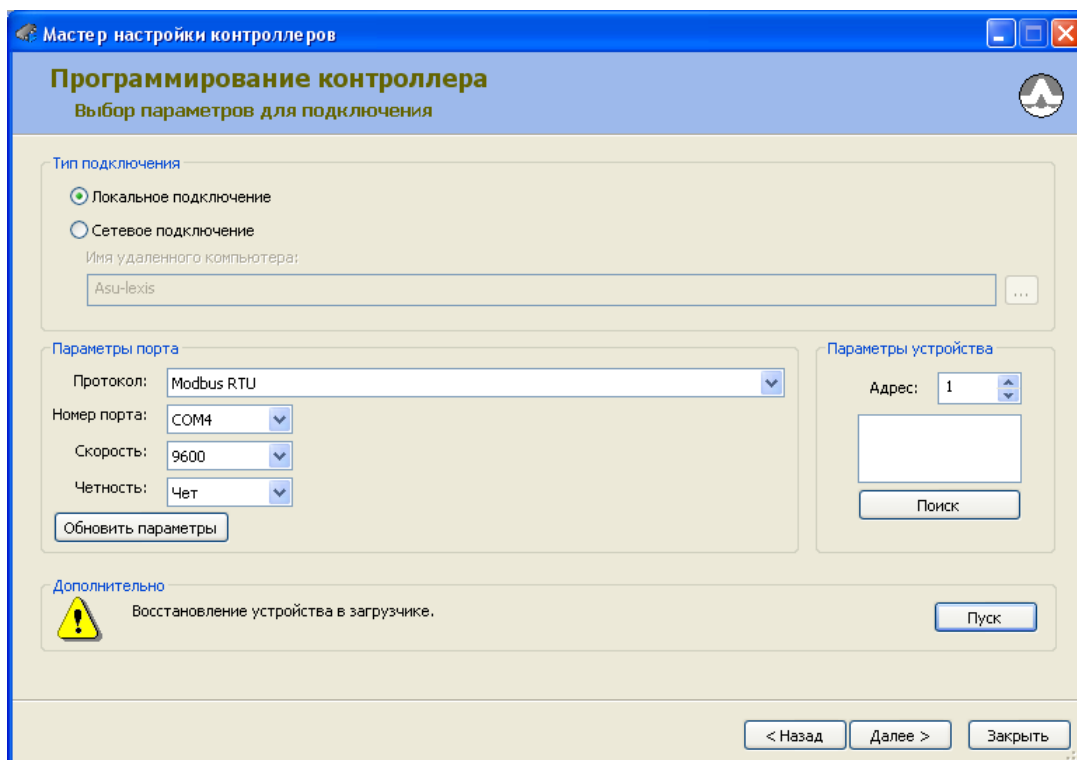 Мастер настройки контроллеров
Программирование контроллера
Выбор параметров для подключения
Тип подключения
Локальное подключение
Сетевое подключение
Имя удаленного компьютера:
Asu-lexis
...
Параметры порта
Протокол: Modbus RTU
Номер порта: COM4
Скорость: 9600
Четность: Чет
Обновить параметры
Параметры устройства
Адрес: 1
Поиск
Дополнительно
Восстановление устройства в загрузчике.
Пуск
< Назад
Далее >
Закрыть